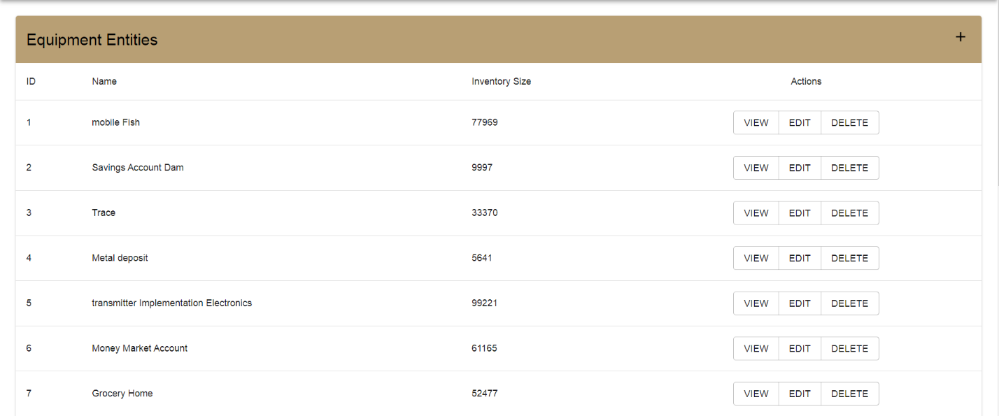 Equipment Entities +
ID Name Inventory Size Actions
1 mobile Fish 77969 VIEW EDIT DELETE
2 Savings Account Dam 9997 VIEW EDIT DELETE
3 Trace 33370 VIEW EDIT DELETE
4 Metal deposit 5641 VIEW EDIT DELETE
5 transmitter Implementation Electronics 99221 VIEW EDIT DELETE
6 Money Market Account 61165 VIEW EDIT DELETE
7 Grocery Home 52477 VIEW EDIT DELETE